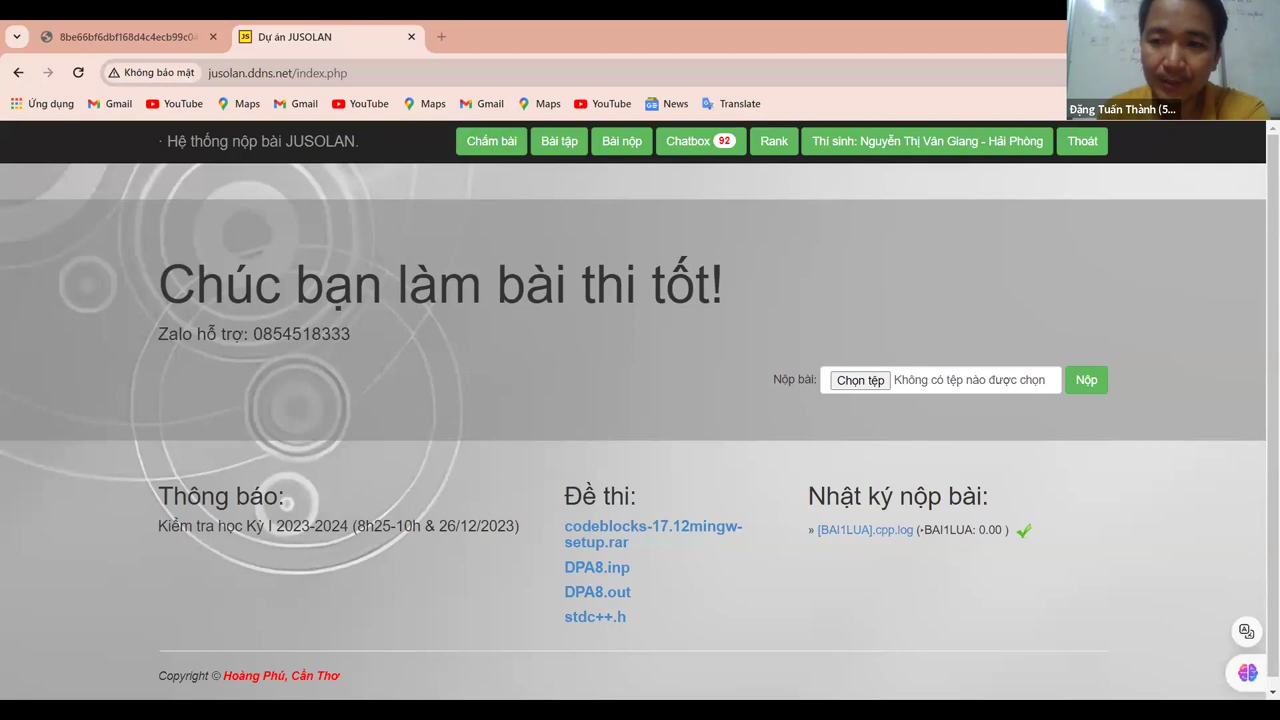 8be66bf6dbf168d4c4ecb99c04
Dự án JUSOLAN
Không bảo mật
jusolan.ddns.net/index.php
Ứng dụng
Gmail
YouTube
Maps
Gmail
YouTube
Maps
Gmail
Maps
YouTube
News
Translate
Đặng Tuấn Thành (5...
· Hệ thống nộp bài JUSOLAN.
Chấm bài
Bài tập
Bài nộp
Chatbox 92
Rank
Thí sinh: Nguyễn Thị Vân Giang - Hải Phòng
Thoát
Chúc bạn làm bài thi tốt!
Zalo hỗ trợ: 0854518333
Nộp bài: Chọn tệp Không có tệp nào được chọn Nộp
Thông báo:
Kiểm tra học Kỳ I 2023-2024 (8h25-10h & 26/12/2023)
Đề thi:
codeblocks-17.12mingw-
setup.rar
DPA8.inp
DPA8.out
stdc++.h
Nhật ký nộp bài:
» [BAI1LUA].cpp.log (•BAI1LUA: 0.00 )
Copyright © Hoàng Phú, Cần Thơ